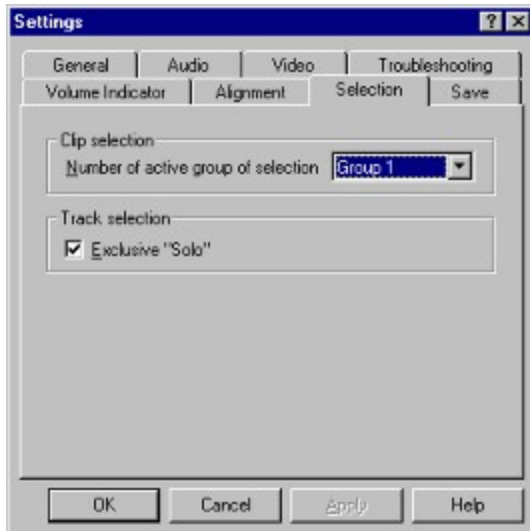 Settings
General Audio Video Troubleshooting
Volume Indicator Alignment Selection Save
Clip selection
Number of active group of selection Group 1
Track selection
Exclusive "Solo"
OK Cancel Apply Help